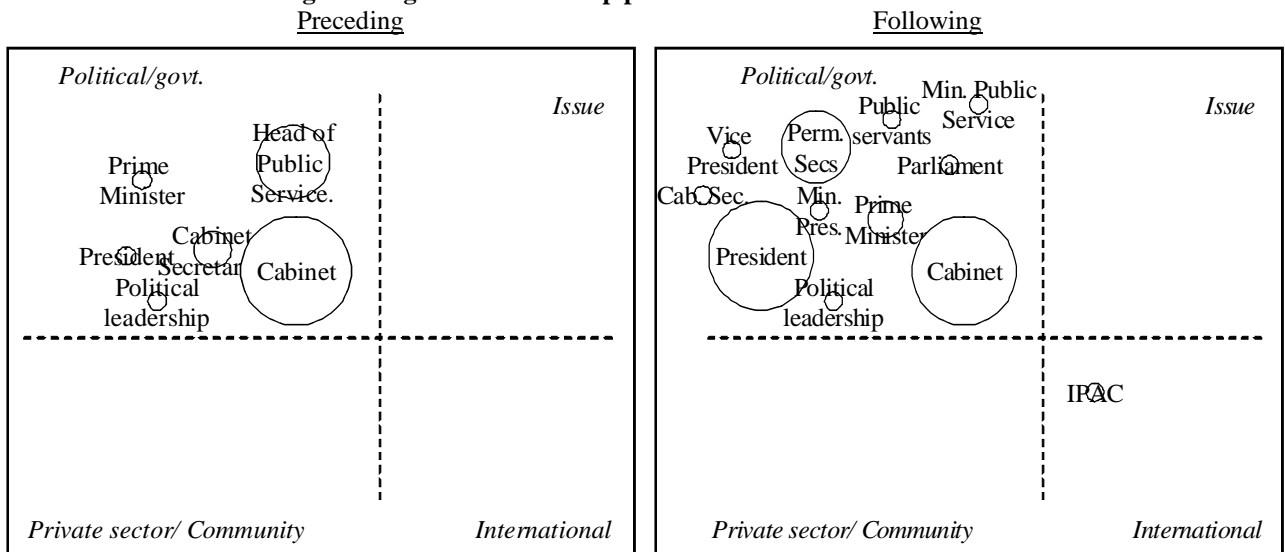 Preceding
Following
Political/govt.
Issue
Head of
Public
Service.
Prime
Minister
Cabinet
Secretar
President
Cabinet
Political
leadership
Private sector/ Community
International
Political/govt.
Issue
Min. Public
Service
Public
servants
Vice
President
Perm.
Secs
Parliament
Cab. Sec.
Min.
Pres.
Prime
Minister
President
Cabinet
Political
leadership
IPAC
Private sector/ Community
International